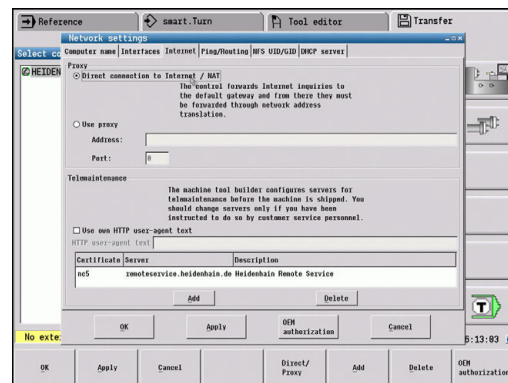 Reference
smart.Turn
Tool editor
Transfer
Network settings
Select co
Computer name Interfaces Internet Ping/Routing NFS UID/GID DHCP server
HEIDEN
Proxy
Direct connection to Internet / NAT
The control forwards Internet inquiries to
the default gateway and from there they must
be forwarded through network address
translation.
Use proxy
Address:
Port: 0
Telemaintenance
The machine tool builder configures servers for
telemaintenance before the machine is shippnd. You
should change servers only if you have been
instructed to do so by customer service personnel.
Use own HTTP user-agent text
HTTP user-agent text
Certificate Server Description
nc5 remoteservice.heidenhain.de Heidenhain Remote Service
Add Delete
OK Apply OEM authorization Cancel
No exte
5:13:03
T
OK Apply Cancel Direct/ Proxy Add Delete OEM authorization